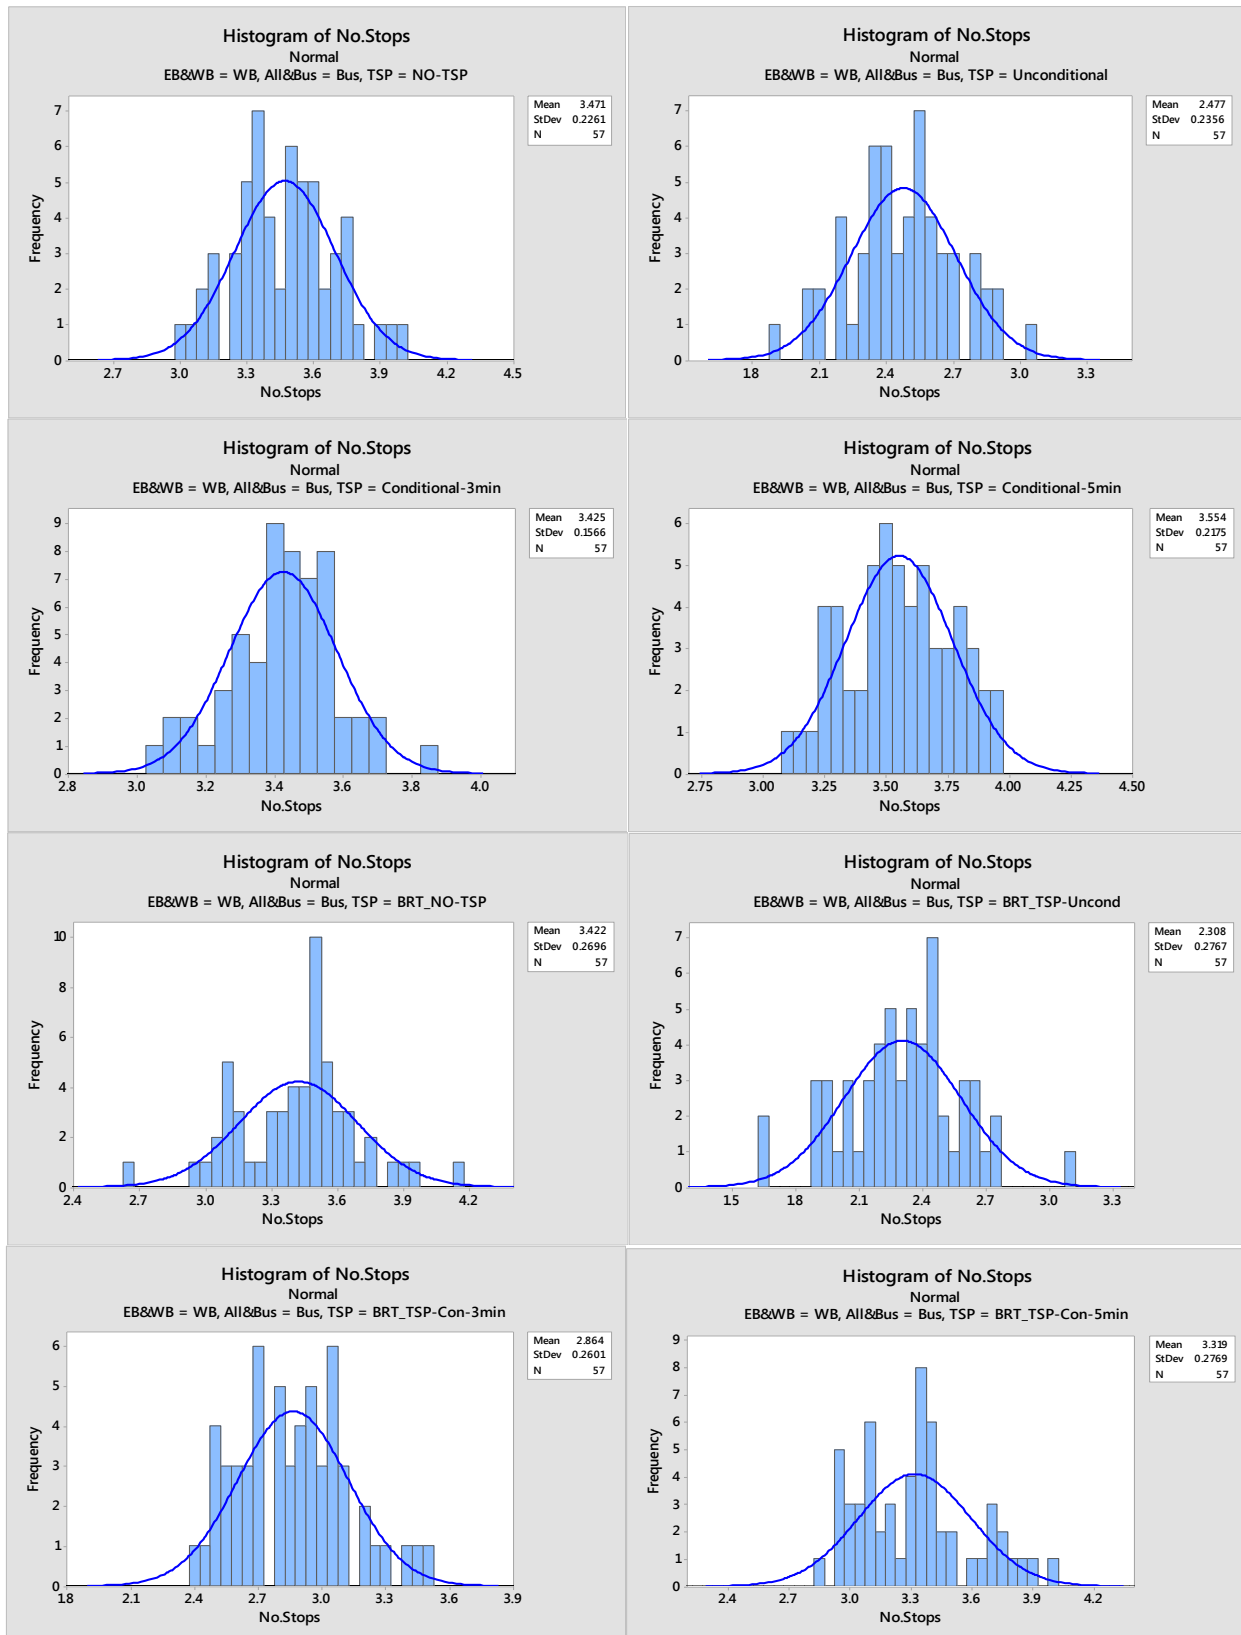 Histogram of No.Stops
Normal
EB&WB = WB, All&Bus = Bus, TSP = NO-TSP
Mean 3.471
StDev 0.2261
N 57
7
6
5
4
3
2
1
0
Frequency
2.7 3.0 3.3 3.6 3.9 4.2 4.5
No.Stops
Histogram of No.Stops
Normal
EB&WB = WB, All&Bus = Bus, TSP = Unconditional
Mean 2.477
StDev 0.2356
N 57
7
6
5
4
3
2
1
0
Frequency
1.8 2.1 2.4 2.7 3.0 3.3
No.Stops
Histogram of No.Stops
Normal
EB&WB = WB, All&Bus = Bus, TSP = Conditional-3min
Mean 3.425
StDev 0.1566
N 57
9
8
7
6
5
4
3
2
1
0
Frequency
2.8 3.0 3.2 3.4 3.6 3.8 4.0
No.Stops
Histogram of No.Stops
Normal
EB&WB = WB, All&Bus = Bus, TSP = Conditional-5min
Mean 3.554
StDev 0.2175
N 57
6
5
4
3
2
1
0
Frequency
2.75 3.00 3.25 3.50 3.75 4.00 4.25 4.50
No.Stops
Histogram of No.Stops
Normal
EB&WB = WB, All&Bus = Bus, TSP = BRT_NO-TSP
Mean 3.422
StDev 0.2696
N 57
10
8
6
4
2
0
Frequency
2.4 2.7 3.0 3.3 3.6 3.9 4.2
No.Stops
Histogram of No.Stops
Normal
EB&WB = WB, All&Bus = Bus, TSP = BRT_TSP-Uncond
Mean 2.308
StDev 0.2767
N 57
7
6
5
4
3
2
1
0
Frequency
1.5 1.8 2.1 2.4 2.7 3.0 3.3
No.Stops
Histogram of No.Stops
Normal
EB&WB = WB, All&Bus = Bus, TSP = BRT_TSP-Con-3min
Mean 2.864
StDev 0.2601
N 57
6
5
4
3
2
1
0
Frequency
1.8 2.1 2.4 2.7 3.0 3.3 3.6 3.9
No.Stops
Histogram of No.Stops
Normal
EB&WB = WB, All&Bus = Bus, TSP = BRT_TSP-Con-5min
Mean 3.319
StDev 0.2769
N 57
9
8
7
6
5
4
3
2
1
0
Frequency
2.4 2.7 3.0 3.3 3.6 3.9 4.2
No.Stops